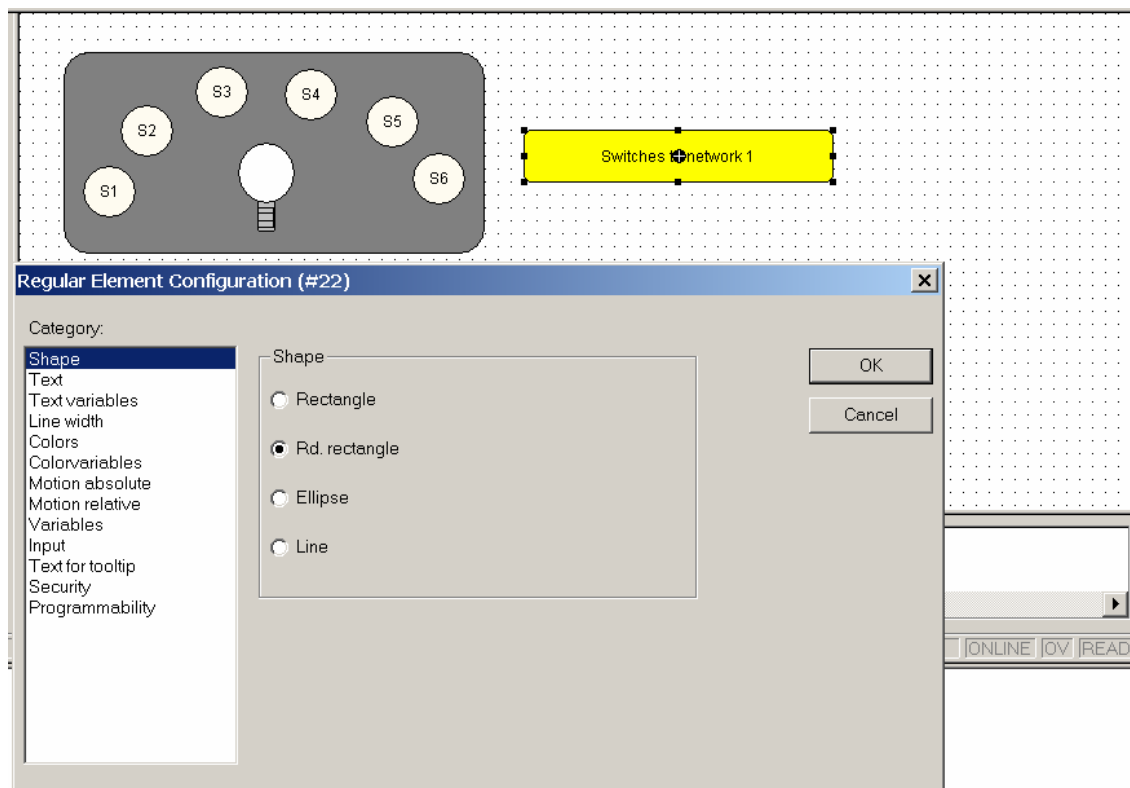 S3
S4
S2
S5
S1
S6
Switches to network 1
Regular Element Configuration (#22)
Category:
Shape
Text
Text variables
Line width
Colors
Colorvariables
Motion absolute
Motion relative
Variables
Input
Text for tooltip
Security
Programmability
Shape
Rectangle
Rd. rectangle
Ellipse
Line
OK
Cancel
ONLINE OV READ